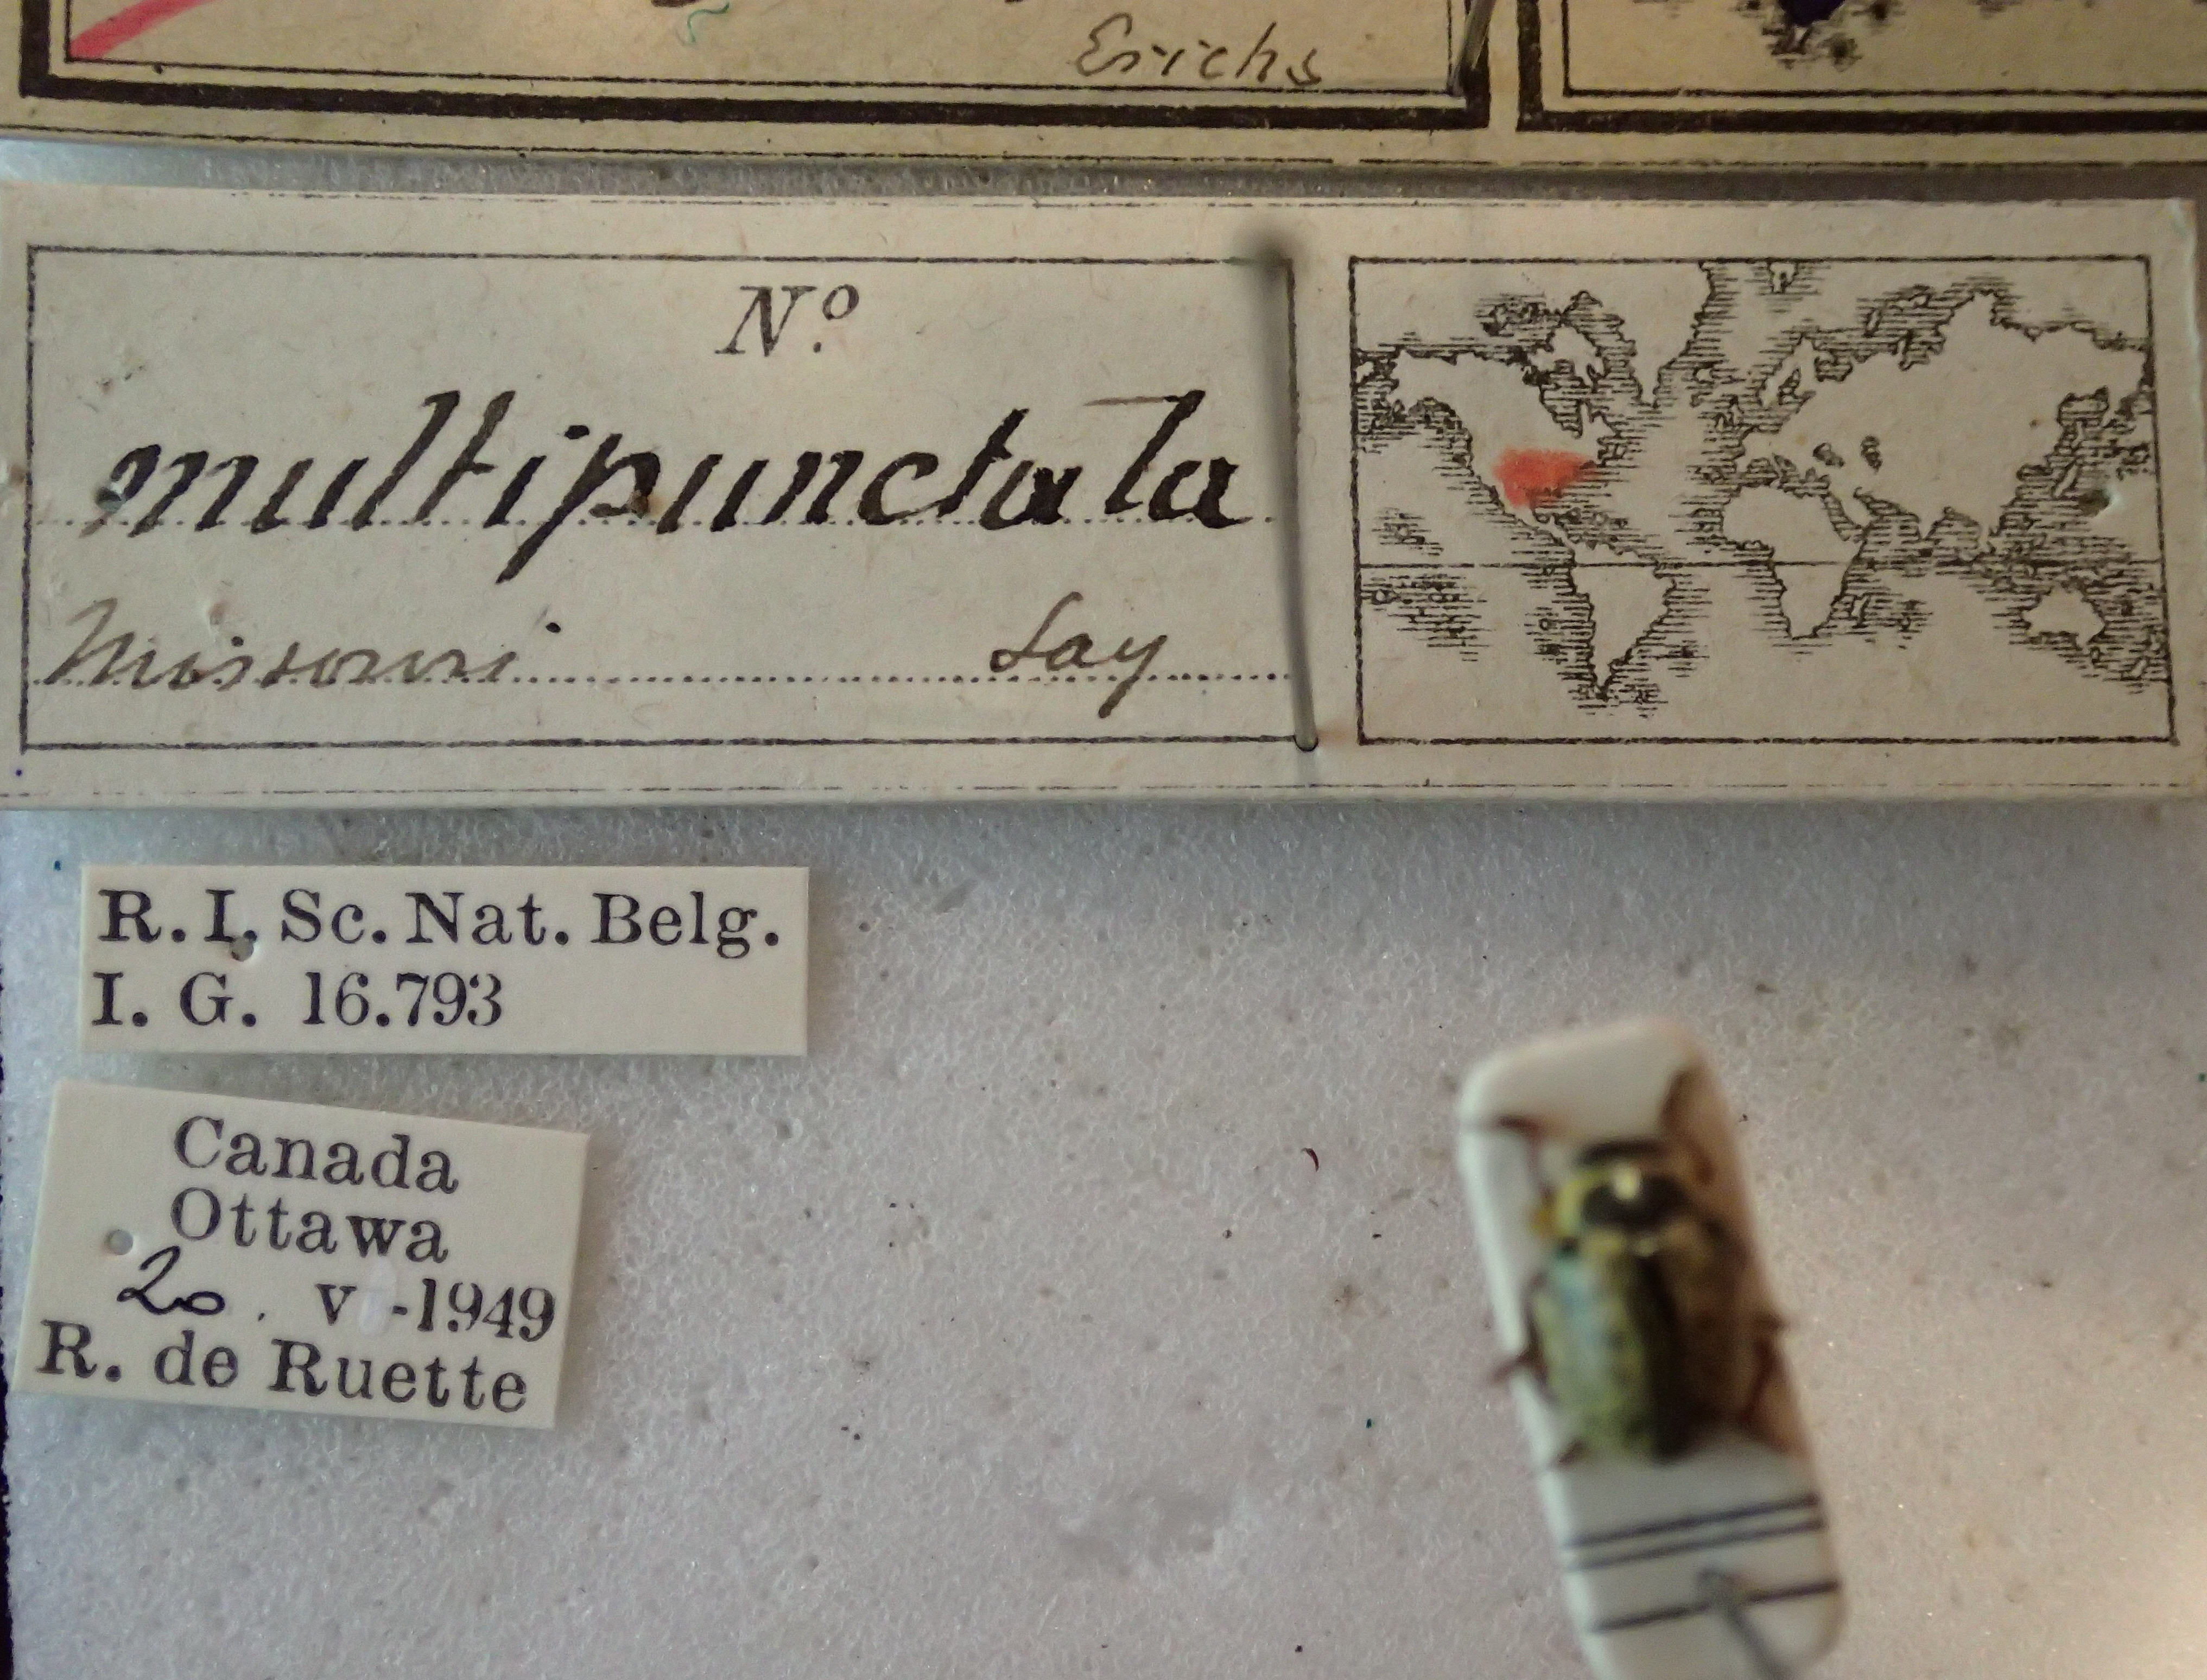 Erichs
N.º
multipunctata
Missouri Say
R. I. Sc. Nat. Belg.
I. G. 16.793
Canada
Ottawa
20. v -1949
R. de Ruette